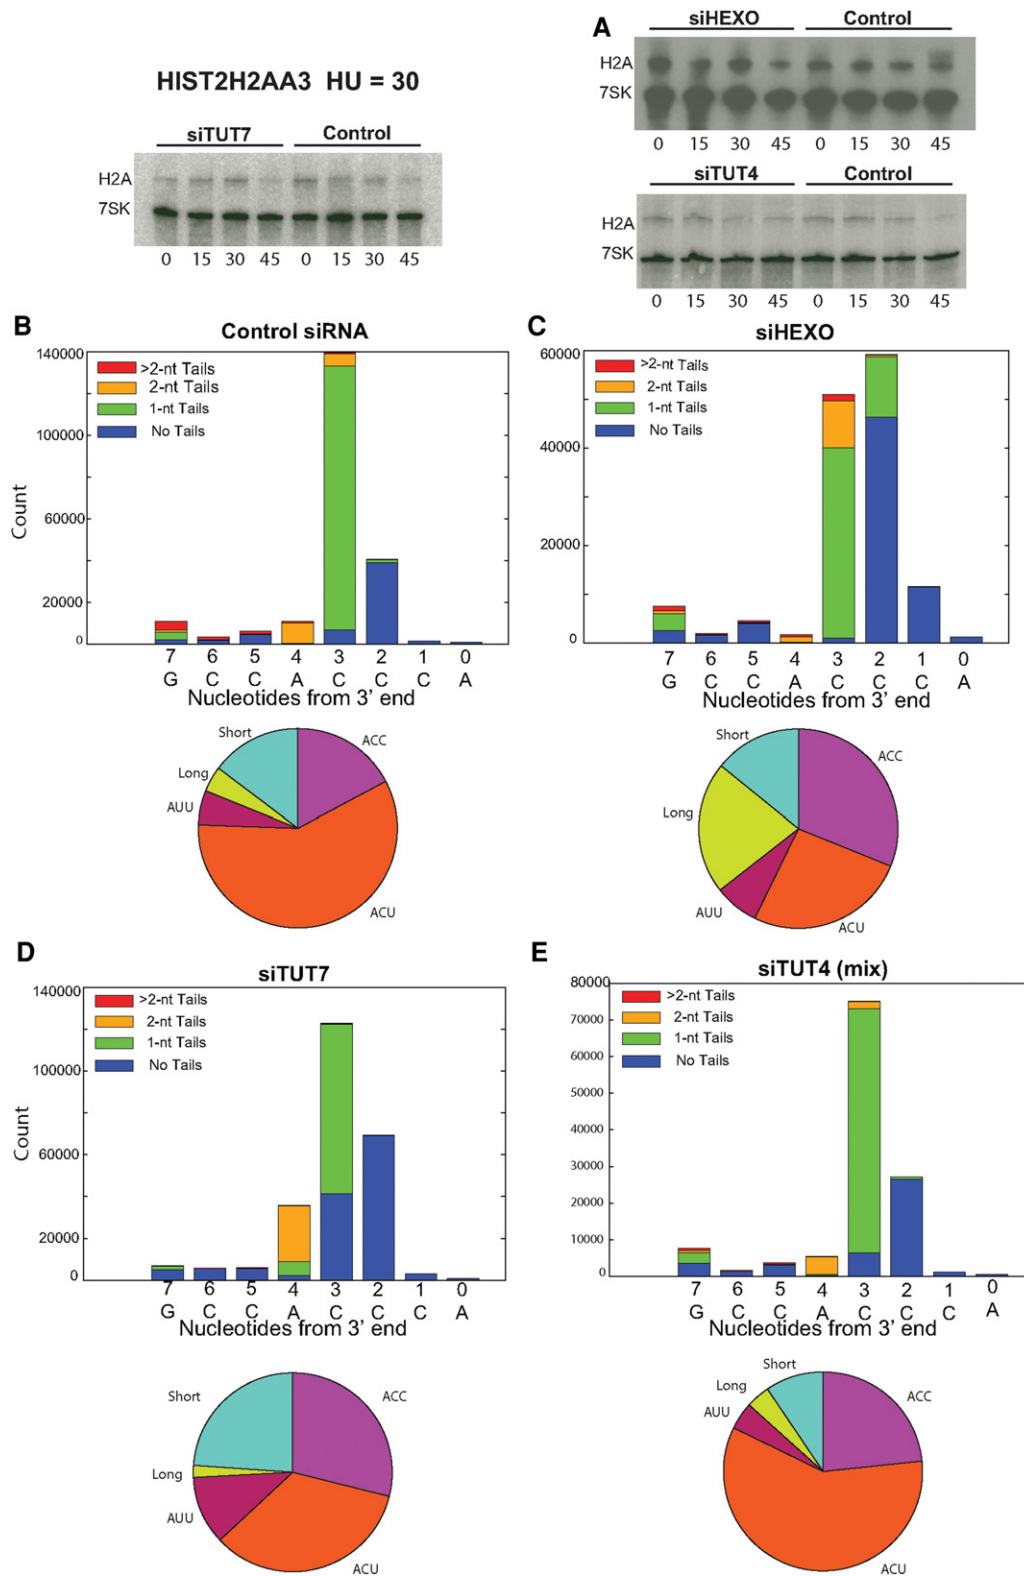 A
siHEXO Control
H2A
7SK
0 15 30 45 0 15 30 45
HIST2H2AA3 HU = 30
siTUT7 Control
H2A
7SK
0 15 30 45 0 15 30 45
siTUT4 Control
H2A
7SK
0 15 30 45 0 15 30 45
B
Control siRNA
140000
100000
60000
20000
0
Count
>2-nt Tails
2-nt Tails
1-nt Tails
No Tails
7 6 5 4 3 2 1 0
G C C A C C C A
Nucleotides from 3' end
Short
ACC
Long
AUU
ACU
C
siHEXO
60000
40000
20000
0
>2-nt Tails
2-nt Tails
1-nt Tails
No Tails
7 6 5 4 3 2 1 0
G C C A C C C A
Nucleotides from 3' end
Short
ACC
Long
AUU
ACU
D
siTUT7
140000
100000
60000
20000
0
Count
>2-nt Tails
2-nt Tails
1-nt Tails
No Tails
7 6 5 4 3 2 1 0
G C C A C C C A
Nucleotides from 3' end
Short
ACC
Long
AUU
ACU
E
siTUT4 (mix)
80000
70000
60000
50000
40000
30000
20000
10000
0
>2-nt Tails
2-nt Tails
1-nt Tails
No Tails
7 6 5 4 3 2 1 0
G C C A C C C A
Nucleotides from 3' end
Short
Long
ACC
AUU
ACU